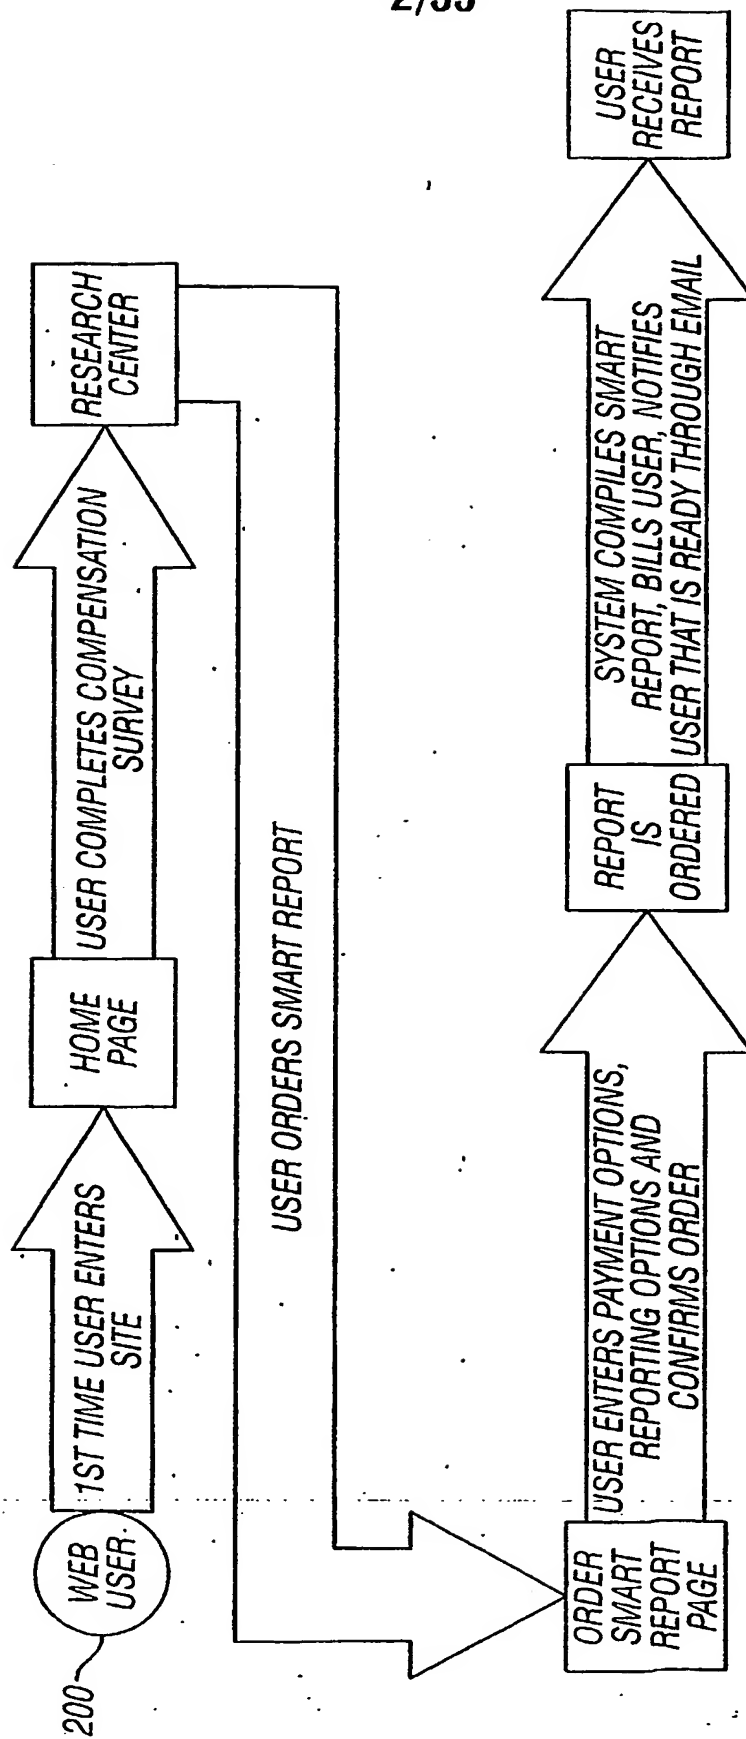 2/35
200
WEB
USER
1ST TIME USER ENTERS
SITE
HOME
PAGE
USER COMPLETES COMPENSATION
SURVEY
RESEARCH
CENTER
USER ORDERS SMART REPORT
ORDER
SMART
REPORT
PAGE
USER ENTERS PAYMENT OPTIONS,
REPORTING OPTIONS AND
CONFIRMS ORDER
REPORT
IS
ORDERED
SYSTEM COMPILES SMART
REPORT, BILLS USER, NOTIFIES
USER THAT IS READY THROUGH EMAIL
USER
RECEIVES
REPORT